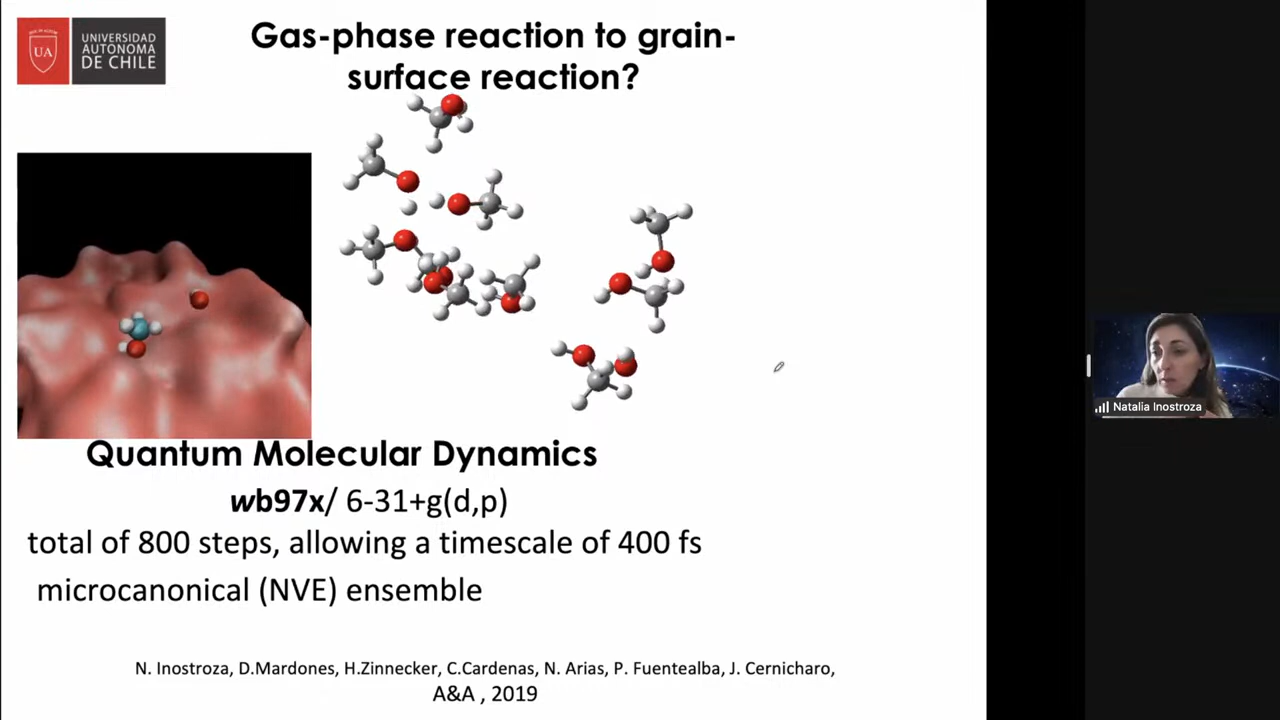 UA
UNIVERSIDAD
AUTONOMA
DE CHILE
Gas-phase reaction to grain-
surface reaction?
Quantum Molecular Dynamics
wb97x/ 6-31+g(d,p)
total of 800 steps, allowing a timescale of 400 fs
microcanonical (NVE) ensemble
N. Inostroza, D.Mardones, H.Zinnecker, C.Cardenas, N. Arias, P. Fuentealba, J. Cernicharo,
A&A , 2019
Natalia Inostroza